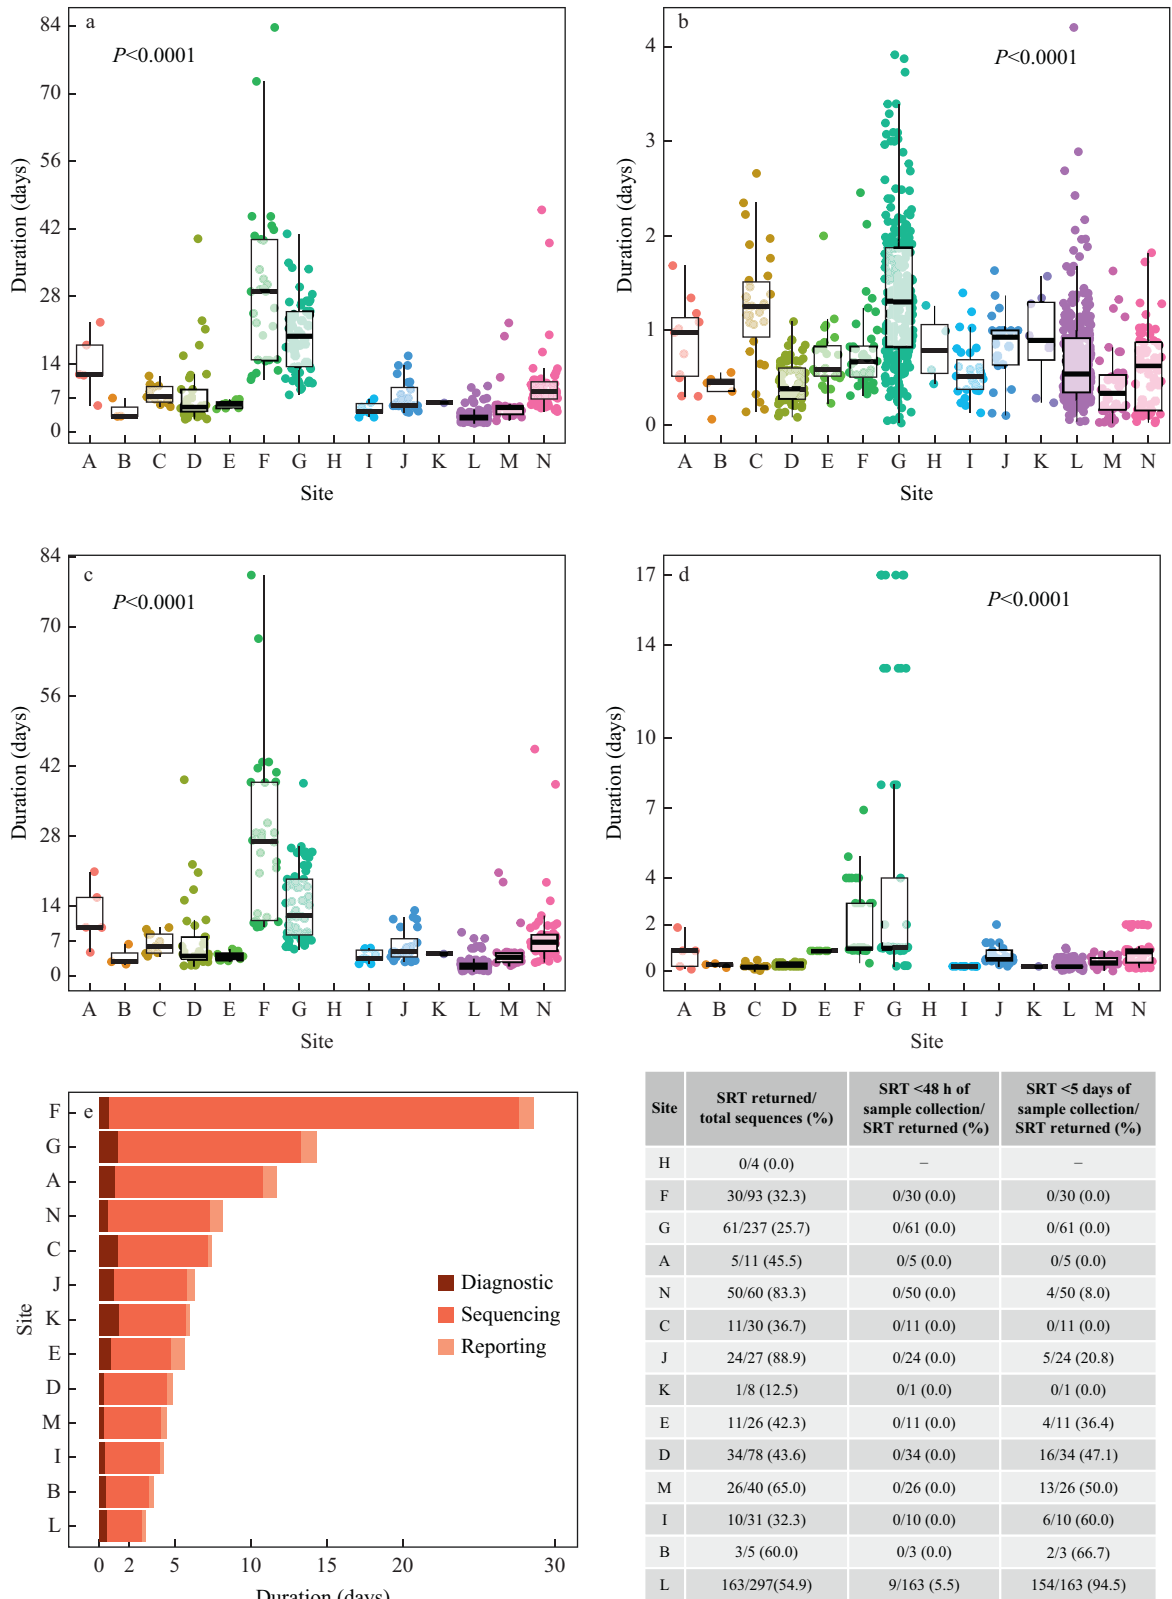 a
P<0.0001
84
70
56
42
28
14
7
0
Duration (days)
A B C D E F G H I J K L M N
Site
b
P<0.0001
4
3
2
1
0
Duration (days)
A B C D E F G H I J K L M N
Site
c
P<0.0001
84
70
56
42
28
14
7
0
Duration (days)
A B C D E F G H I J K L M N
Site
d
P<0.0001
17
14
10
7
4
2
0
Duration (days)
A B C D E F G H I J K L M N
Site
e
F
G
A
N
C
J
K
E
D
M
I
B
L
Site
Diagnostic
Sequencing
Reporting
0 2 5 10 15 20 30
Duration (days)
Site SRT returned/ total sequences (%) SRT <48 h of sample collection/ SRT returned (%) SRT <5 days of sample collection/ SRT returned (%)
H 0/4 (0.0) – –
F 30/93 (32.3) 0/30 (0.0) 0/30 (0.0)
G 61/237 (25.7) 0/61 (0.0) 0/61 (0.0)
A 5/11 (45.5) 0/5 (0.0) 0/5 (0.0)
N 50/60 (83.3) 0/50 (0.0) 4/50 (8.0)
C 11/30 (36.7) 0/11 (0.0) 0/11 (0.0)
J 24/27 (88.9) 0/24 (0.0) 5/24 (20.8)
K 1/8 (12.5) 0/1 (0.0) 0/1 (0.0)
E 11/26 (42.3) 0/11 (0.0) 4/11 (36.4)
D 34/78 (43.6) 0/34 (0.0) 16/34 (47.1)
M 26/40 (65.0) 0/26 (0.0) 13/26 (50.0)
I 10/31 (32.3) 0/10 (0.0) 6/10 (60.0)
B 3/5 (60.0) 0/3 (0.0) 2/3 (66.7)
L 163/297(54.9) 9/163 (5.5) 154/163 (94.5)